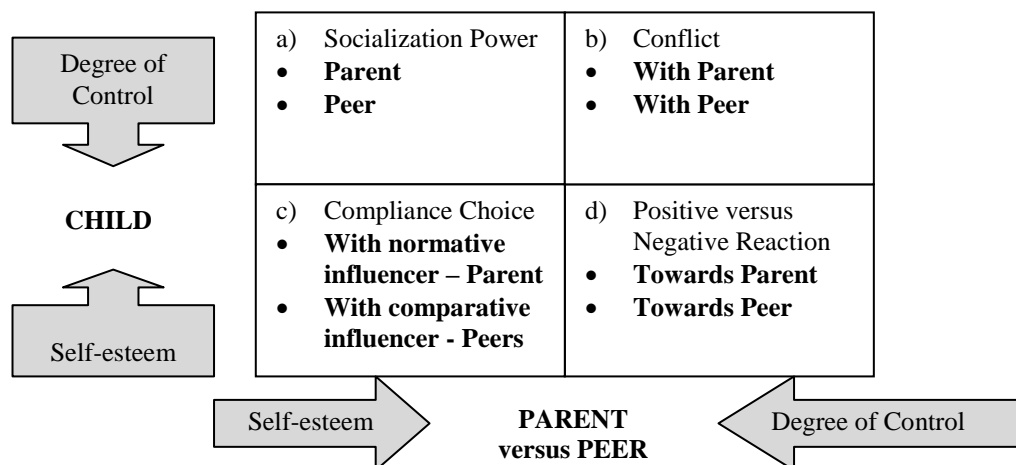 Degree of
Control
CHILD
Self-esteem
a) Socialization Power
• Parent
• Peer
b) Conflict
• With Parent
• With Peer
c) Compliance Choice
• With normative
influencer – Parent
• With comparative
influencer - Peers
d) Positive versus
Negative Reaction
• Towards Parent
• Towards Peer
Self-esteem
PARENT
versus PEER
Degree of Control